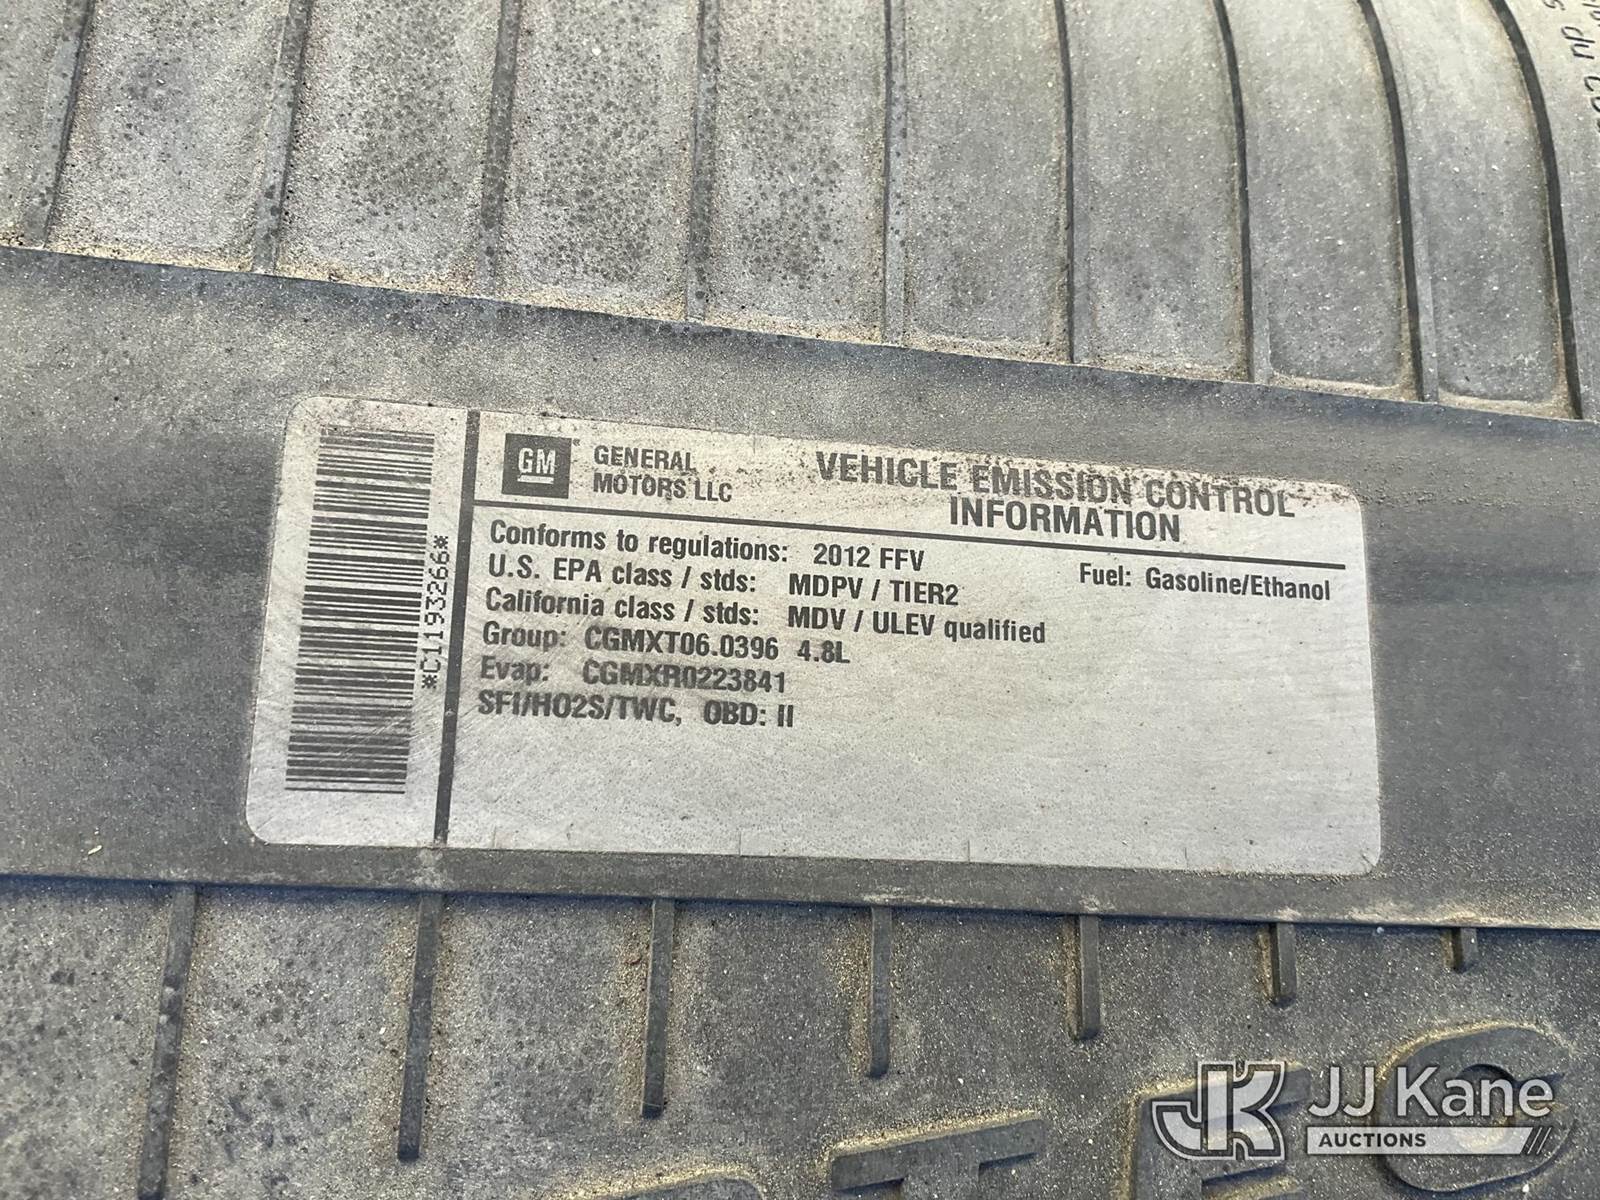 GM
GENERAL
MOTORS LLC
VEHICLE EMISSION CONTROL
INFORMATION
Conforms to regulations: 2012 FFV
Fuel: Gasoline/Ethanol
U.S. EPA class / stds: MDPV / TIER2
California class / stds: MDV / ULEV qualified
Group: CGMXT06.0396 4.8L
Evap: CGMXR0223841
SFI/HO2S/TWC, OBD: II
*C1193266*
JK
JJ Kane
AUCTIONS